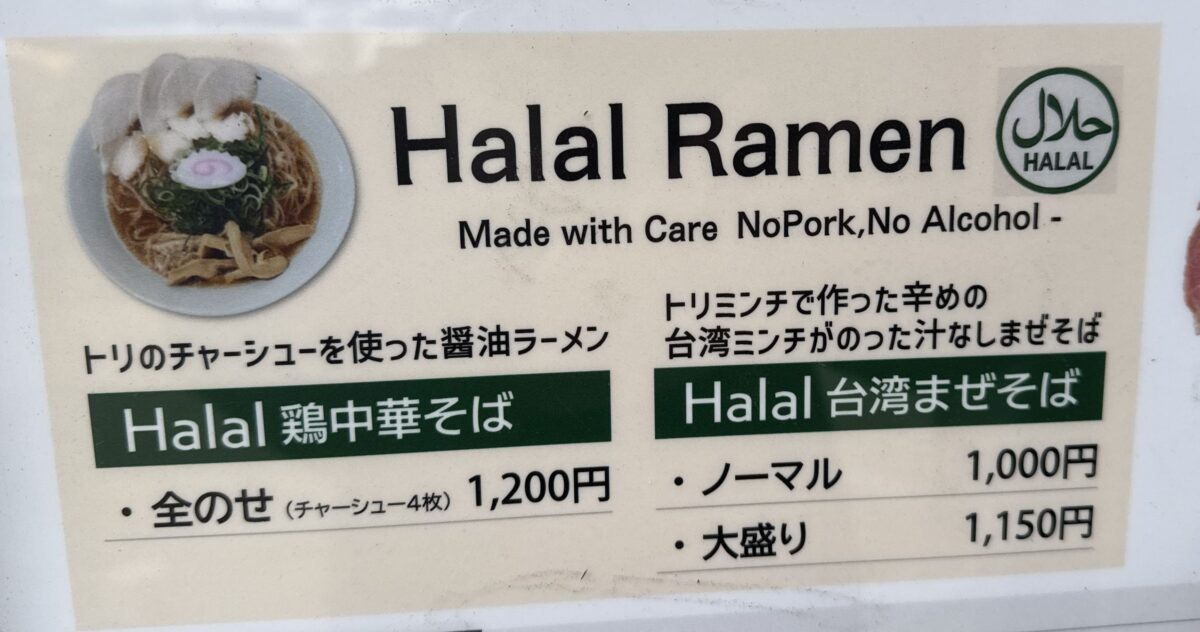 Halal Ramen
حلال
HALAL
Made with Care NoPork,No Alcohol -
トリのチャーシューを使った醤油ラーメン
Halal 鶏中華そば
・全のせ（チャーシュー4枚） 1,200円
トリミンチで作った辛めの
台湾ミンチがのった汁なしまぜそば
Halal 台湾まぜそば
・ノーマル 1,000円
・大盛り 1,150円